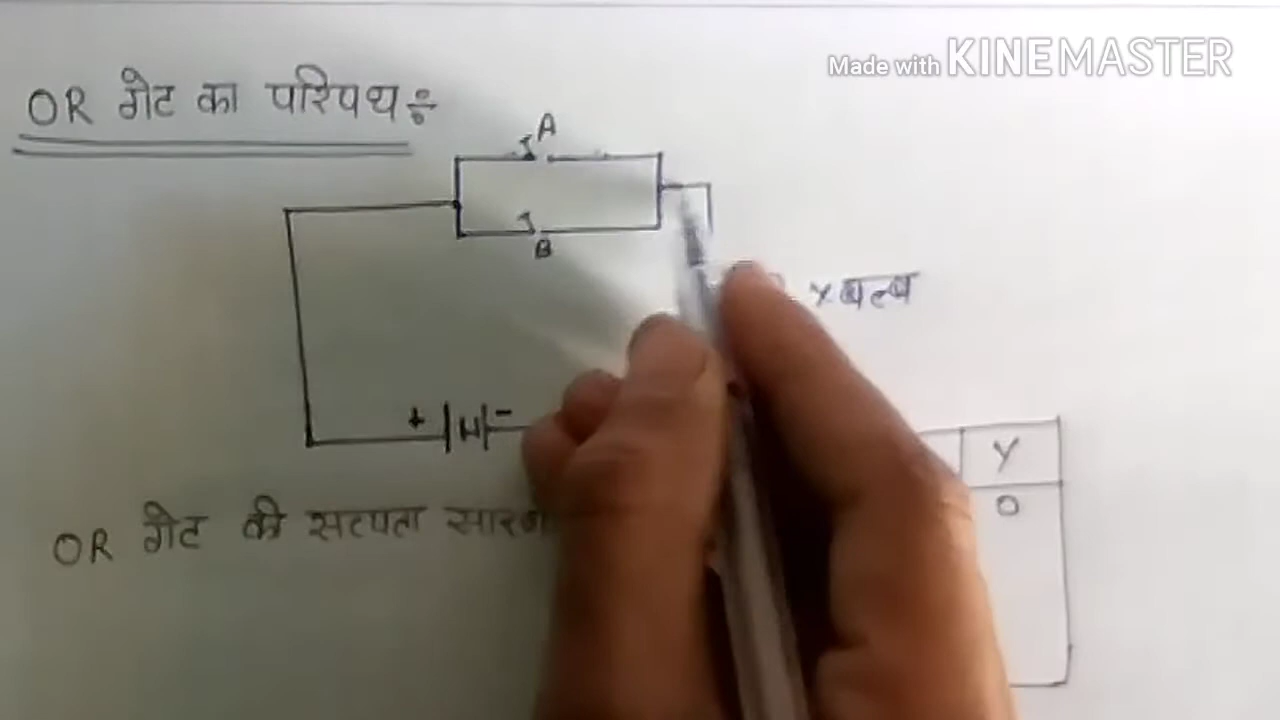 Made with KINEMASTER
OR गेट का परिपथ ÷
A
B
Y बल्ब
+ -
Y
0
OR गेट की सत्यता